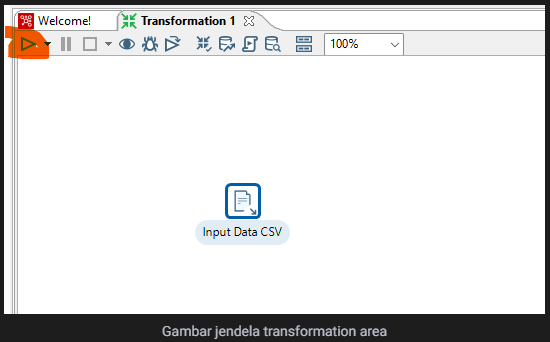 Welcome! Transformation 1
100%
Input Data CSV
Gambar jendela transformation area